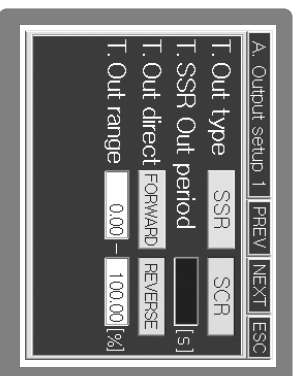 A. Output setup 1 PREV NEXT ESC
T. Out type SSR SCR
T. SSR Out period [s]
T. Out direct FORWARD REVERSE
T. Out range 0.00 ~ 100.00 [%]